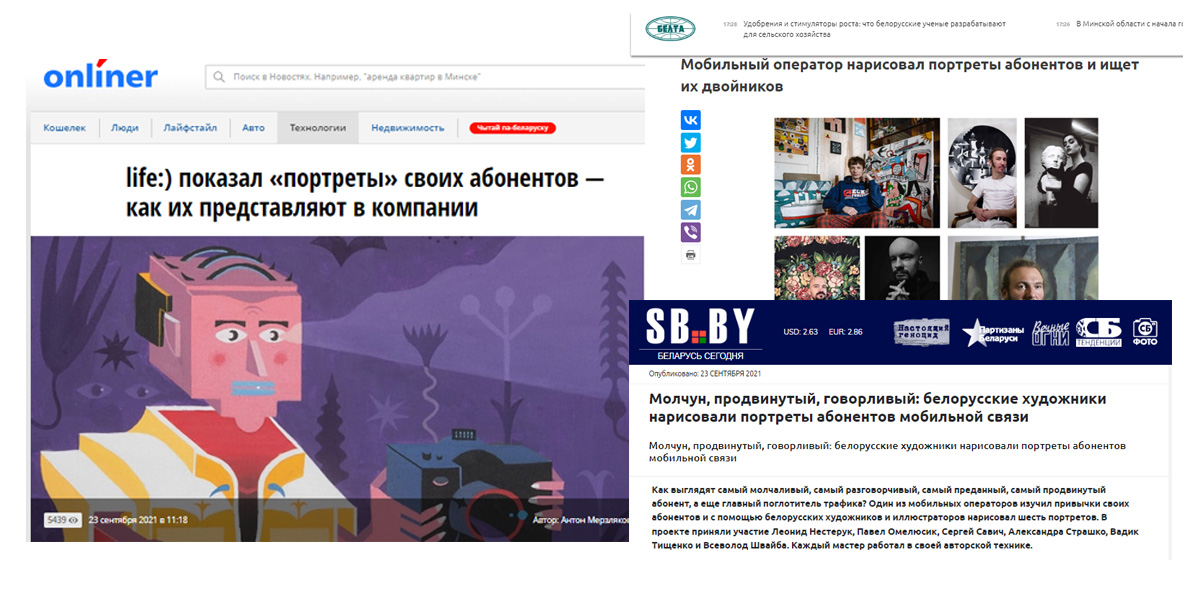 onliner
Поиск в Новостях. Например, "аренда квартир в Минске"
Кошелек Люди Лайфстайл Авто Технологии Недвижимость Чытай па-беларуску
life:) показал «портреты» своих абонентов —
как их представляют в компании
5439
23 сентября 2021 в 11:18
Автор: Антон Мерзляков
БЕЛТА
17:28 Удобрения и стимуляторы роста: что белорусские ученые разрабатывают
для сельского хозяйства
17:26 В Минской области с начала г
Мобильный оператор нарисовал портреты абонентов и ищет
их двойников
SB BY
БЕЛАРУСЬ СЕГОДНЯ
USD: 2.63 EUR: 2.86
Настоящий
геноцид
Партизаны
Беларуси
Вечные
ОГНИ
СБ
ТЕНДЕНЦИИ
СБ
ФОТО
Опубликовано: 23 СЕНТЯБРЯ 2021
Молчун, продвинутый, говорливый: белорусские художники
нарисовали портреты абонентов мобильной связи
Молчун, продвинутый, говорливый: белорусские художники нарисовали портреты абонентов
мобильной связи
Как выглядят самый молчаливый, самый разговорчивый, самый преданный, самый продвинутый
абонент, а еще главный поглотитель трафика? Один из мобильных операторов изучил привычки своих
абонентов и с помощью белорусских художников и иллюстраторов нарисовал шесть портретов. В
проекте приняли участие Леонид Нестерук, Павел Омелюсик, Сергей Савич, Александра Страшко, Вадик
Тищенко и Всеволод Швайба. Каждый мастер работал в своей авторской технике.